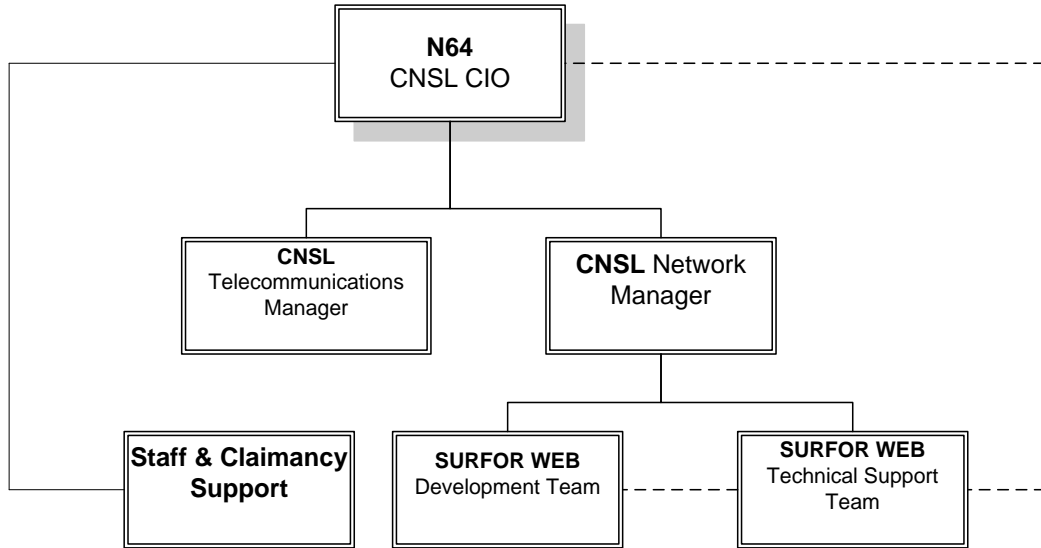 N64
CNSL CIO
CNSL
Telecommunications
Manager
CNSL Network
Manager
Staff & Claimancy
Support
SURFOR WEB
Development Team
SURFOR WEB
Technical Support
Team